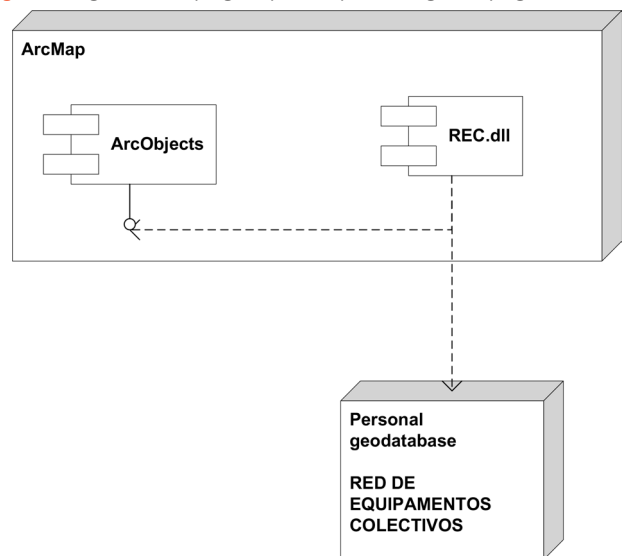 ArcMap
ArcObjects
REC.dll
Personal
geodatabase
RED DE
EQUIPAMENTOS
COLECTIVOS